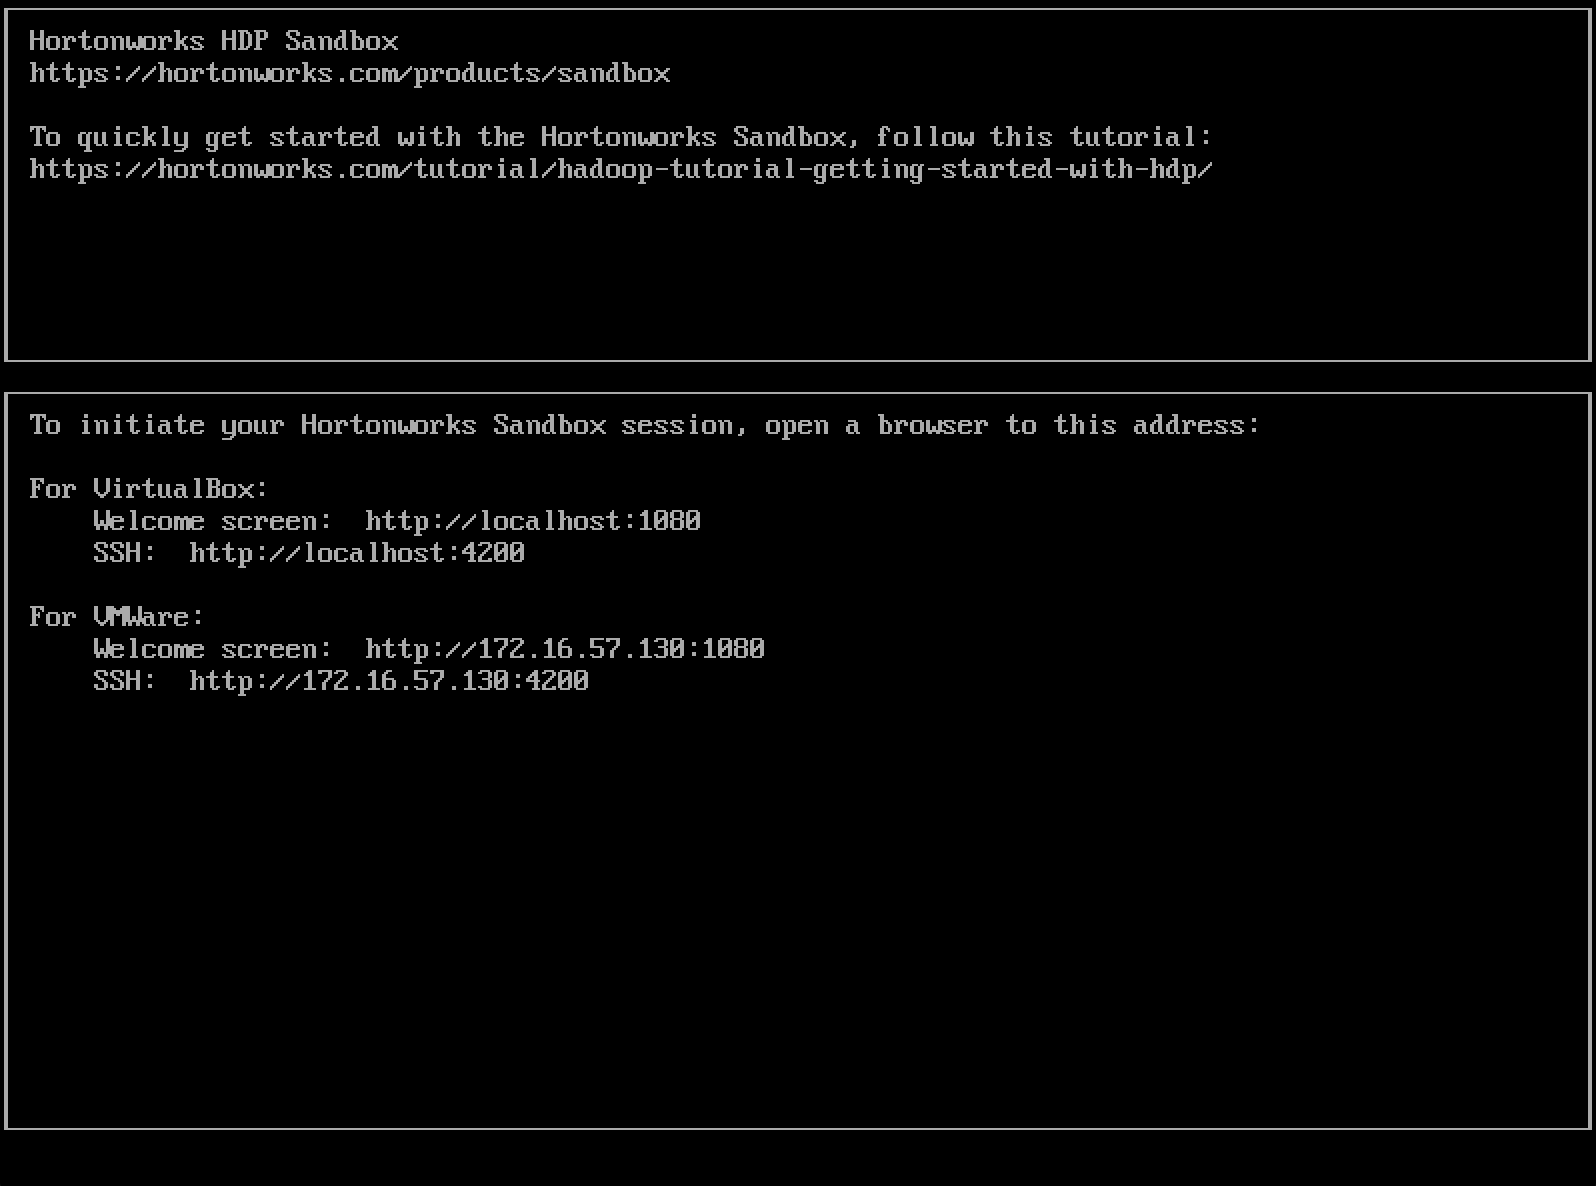 Hortonworks HDP Sandbox
https://hortonworks.com/products/sandbox
To quickly get started with the Hortonworks Sandbox, follow this tutorial:
https://hortonworks.com/tutorial/hadoop-tutorial-getting-started-with-hdp/
To initiate your Hortonworks Sandbox session, open a browser to this address:
For VirtualBox:
Welcome screen:  http://localhost:1080
SSH:  http://localhost:4200
For VMWare:
Welcome screen:  http://172.16.57.130:1080
SSH:  http://172.16.57.130:4200